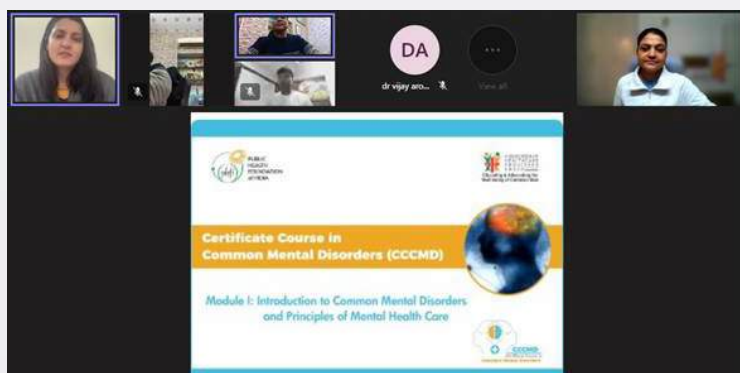 DA
dr vijay aro...
View all
PUBLIC
HEALTH
FOUNDATION
OF INDIA
Certificate Course in
Common Mental Disorders (CCCMD)
Module I: Introduction to Common Mental Disorders
and Principles of Mental Health Care
CCCMD